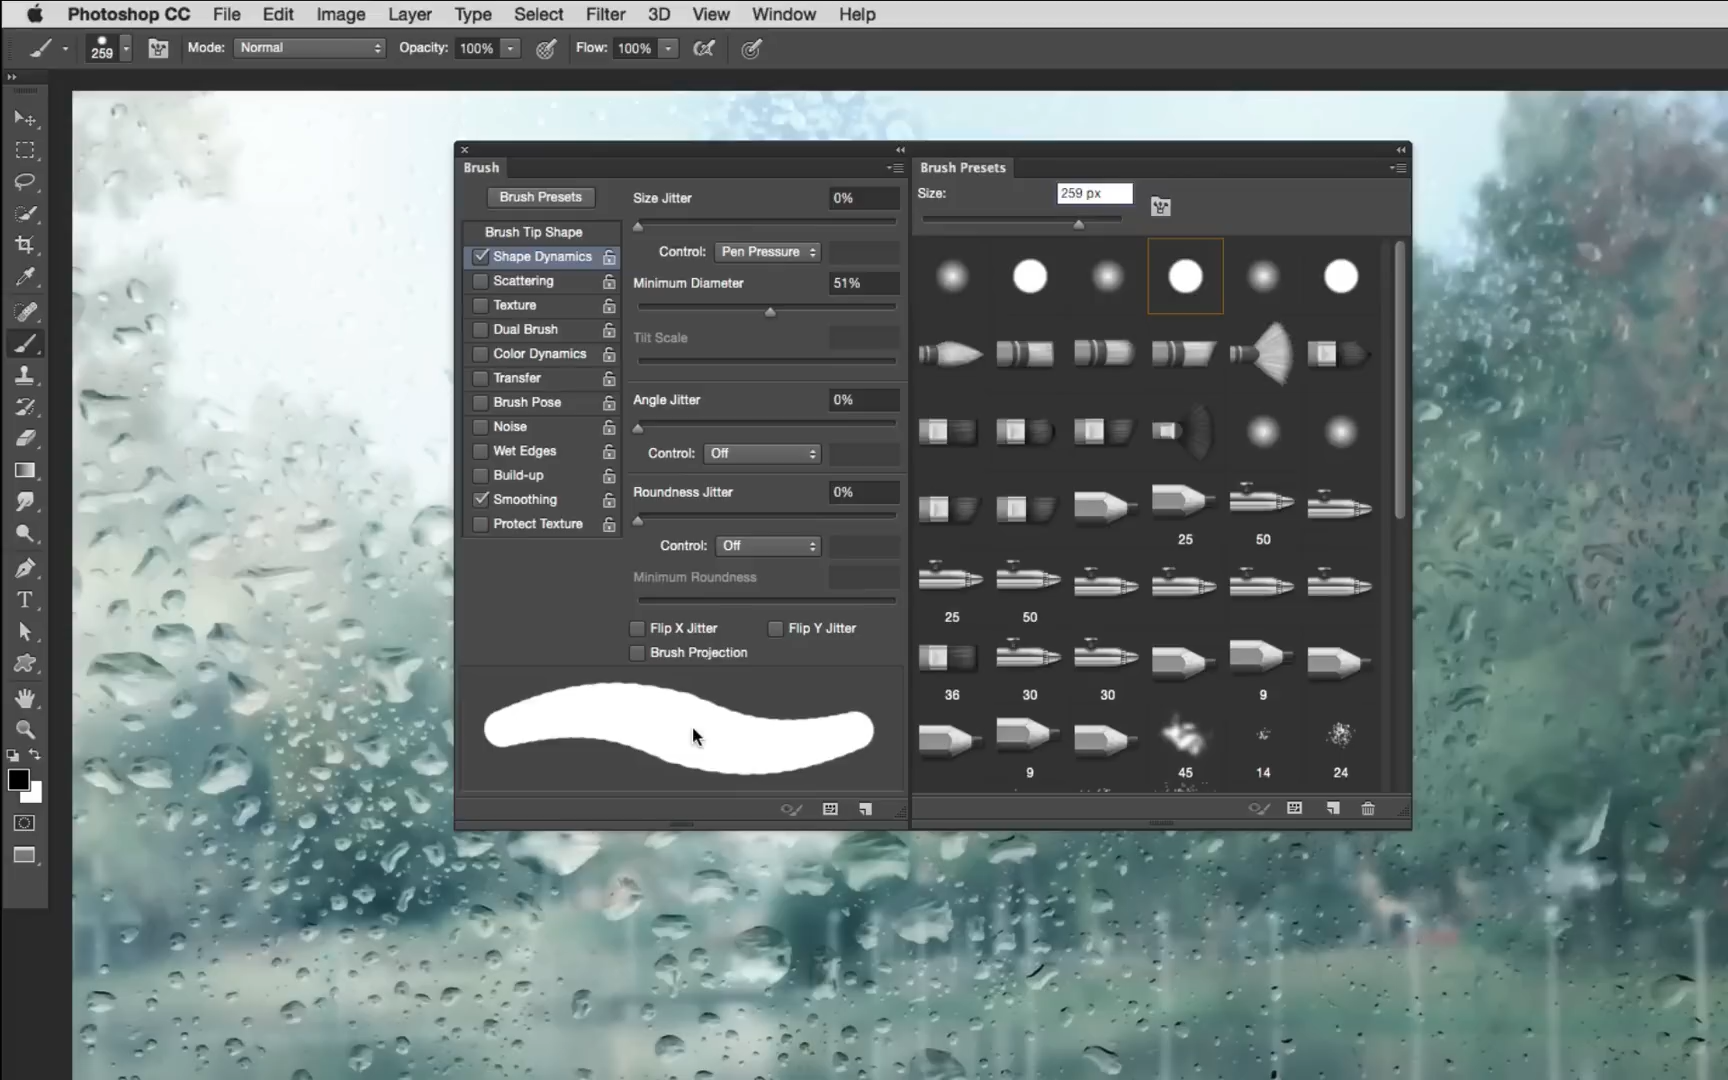 Photoshop CC File Edit Image Layer Type Select Filter 3D View Window Help
259 Mode: Normal Opacity: 100% Flow: 100%
Brush
Brush Presets
Brush Tip Shape
Shape Dynamics
Scattering
Texture
Dual Brush
Color Dynamics
Transfer
Brush Pose
Noise
Wet Edges
Build-up
Smoothing
Protect Texture
Size Jitter 0%
Control: Pen Pressure
Minimum Diameter 51%
Tilt Scale
Angle Jitter 0%
Control: Off
Roundness Jitter 0%
Control: Off
Minimum Roundness
Flip X Jitter Flip Y Jitter
Brush Projection
Brush Presets
Size: 259 px
25 50
25 50
36 30 30 9
9 45 14 24
T